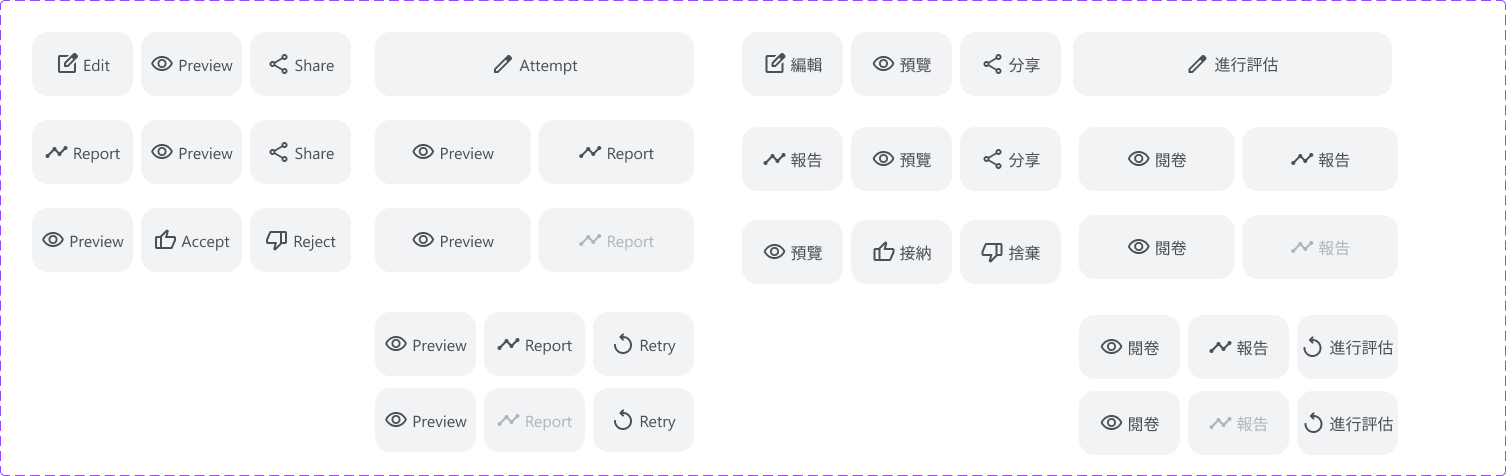 Edit Preview Share Attempt
Report Preview Share Preview Report
Preview Accept Reject Preview Report
Preview Report Retry
Preview Report Retry
編輯 預覽 分享 進行評估
報告 預覽 分享 閱卷 報告
預覽 接納 捨棄 閱卷 報告
閱卷 報告 進行評估
閱卷 報告 進行評估